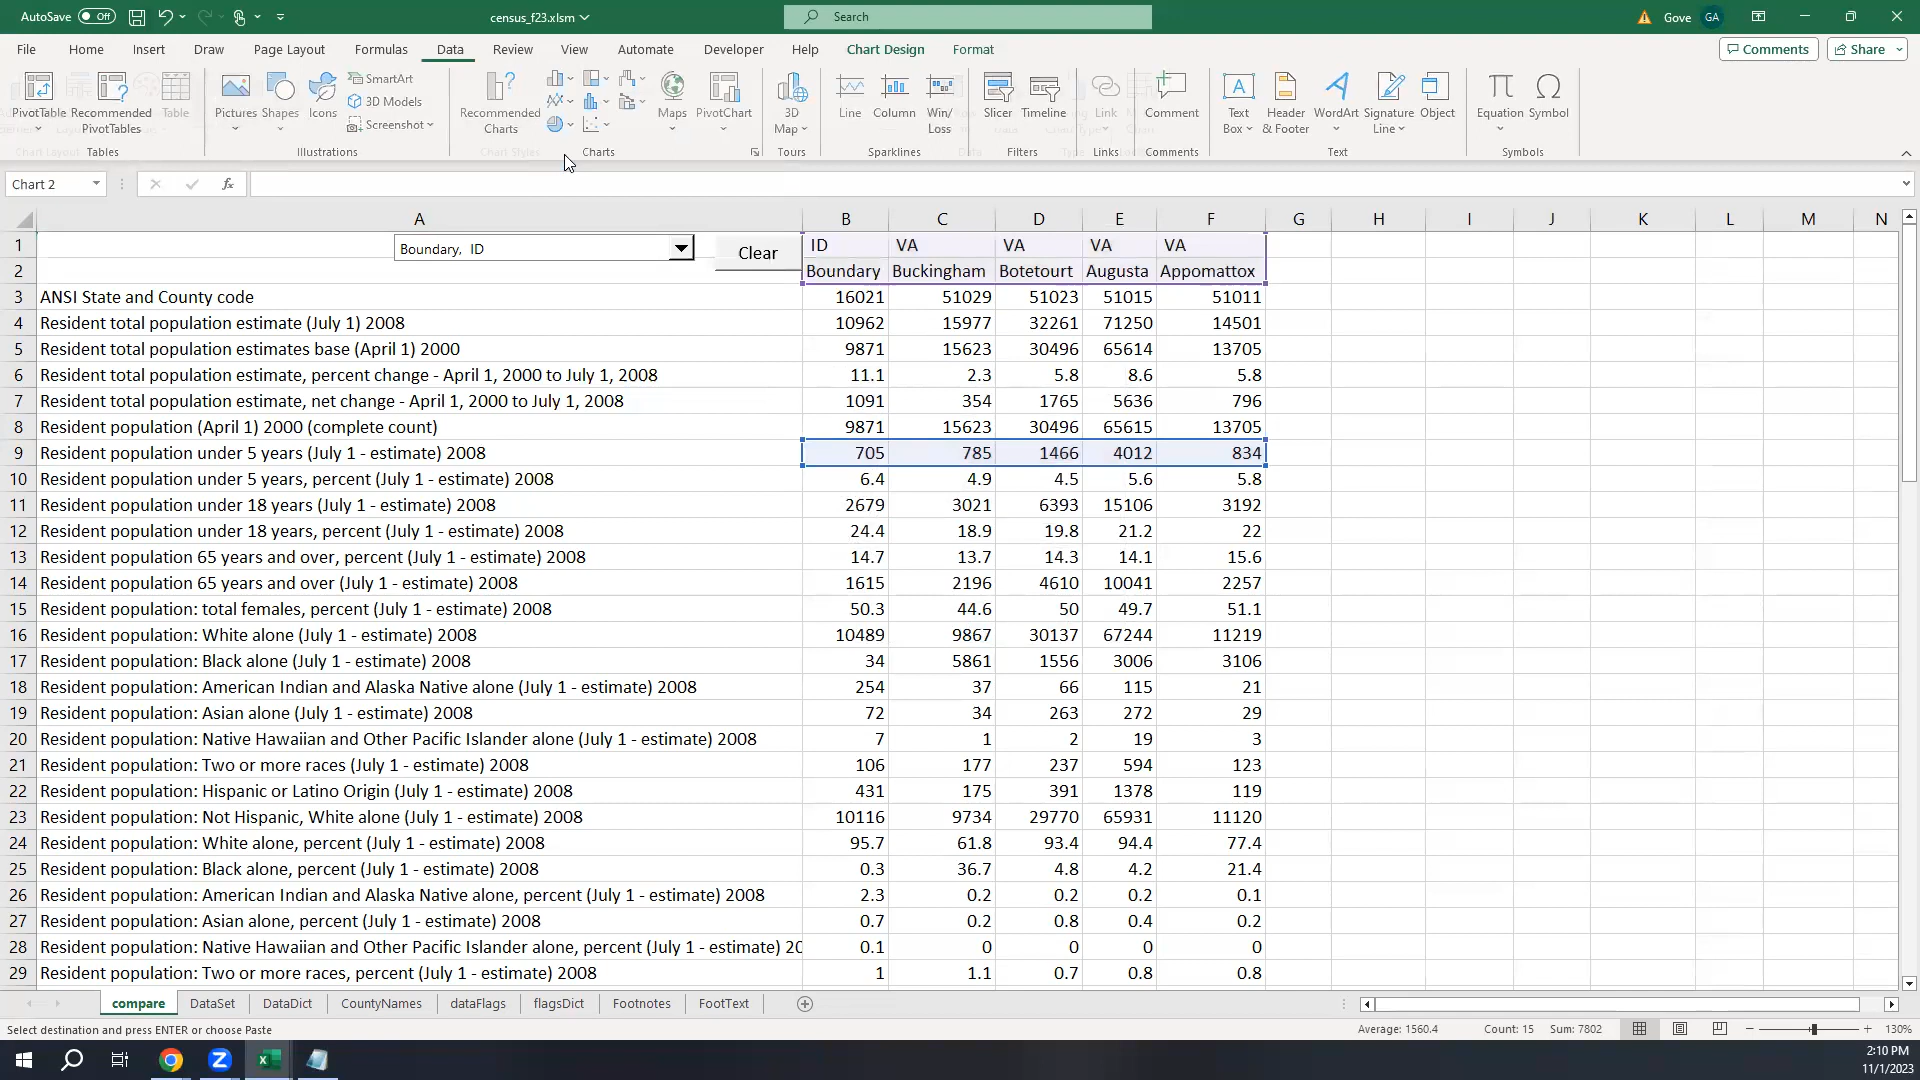 AutoSave Off census_f23.xlsm Search Gove GA
File Home Insert Draw Page Layout Formulas Data Review View Automate Developer Help Chart Design Format Comments Share
PivotTable Recommended PivotTables Table Pictures Shapes Icons SmartArt 3D Models Screenshot Recommended Charts Maps PivotChart 3D Map Line Column Win/Loss Slicer Timeline Link Comment Text Box Header & Footer WordArt Signature Line Object Equation Symbol
Tables Illustrations Charts Tours Sparklines Filters Links Comments Text Symbols
Chart 2 fx
A B C D E F G H I J K L M N
1 Boundary, ID Clear ID VA VA VA VA
2 Boundary Buckingham Botetourt Augusta Appomattox
3 ANSI State and County code 16021 51029 51023 51015 51011
4 Resident total population estimate (July 1) 2008 10962 15977 32261 71250 14501
5 Resident total population estimates base (April 1) 2000 9871 15623 30496 65614 13705
6 Resident total population estimate, percent change - April 1, 2000 to July 1, 2008 11.1 2.3 5.8 8.6 5.8
7 Resident total population estimate, net change - April 1, 2000 to July 1, 2008 1091 354 1765 5636 796
8 Resident population (April 1) 2000 (complete count) 9871 15623 30496 65615 13705
9 Resident population under 5 years (July 1 - estimate) 2008 705 785 1466 4012 834
10 Resident population under 5 years, percent (July 1 - estimate) 2008 6.4 4.9 4.5 5.6 5.8
11 Resident population under 18 years (July 1 - estimate) 2008 2679 3021 6393 15106 3192
12 Resident population under 18 years, percent (July 1 - estimate) 2008 24.4 18.9 19.8 21.2 22
13 Resident population 65 years and over, percent (July 1 - estimate) 2008 14.7 13.7 14.3 14.1 15.6
14 Resident population 65 years and over (July 1 - estimate) 2008 1615 2196 4610 10041 2257
15 Resident population: total females, percent (July 1 - estimate) 2008 50.3 44.6 50 49.7 51.1
16 Resident population: White alone (July 1 - estimate) 2008 10489 9867 30137 67244 11219
17 Resident population: Black alone (July 1 - estimate) 2008 34 5861 1556 3006 3106
18 Resident population: American Indian and Alaska Native alone (July 1 - estimate) 2008 254 37 66 115 21
19 Resident population: Asian alone (July 1 - estimate) 2008 72 34 263 272 29
20 Resident population: Native Hawaiian and Other Pacific Islander alone (July 1 - estimate) 2008 7 1 2 19 3
21 Resident population: Two or more races (July 1 - estimate) 2008 106 177 237 594 123
22 Resident population: Hispanic or Latino Origin (July 1 - estimate) 2008 431 175 391 1378 119
23 Resident population: Not Hispanic, White alone (July 1 - estimate) 2008 10116 9734 29770 65931 11120
24 Resident population: White alone, percent (July 1 - estimate) 2008 95.7 61.8 93.4 94.4 77.4
25 Resident population: Black alone, percent (July 1 - estimate) 2008 0.3 36.7 4.8 4.2 21.4
26 Resident population: American Indian and Alaska Native alone, percent (July 1 - estimate) 2008 2.3 0.2 0.2 0.2 0.1
27 Resident population: Asian alone, percent (July 1 - estimate) 2008 0.7 0.2 0.8 0.4 0.2
28 Resident population: Native Hawaiian and Other Pacific Islander alone, percent (July 1 - estimate) 20 0.1 0 0 0 0
29 Resident population: Two or more races, percent (July 1 - estimate) 2008 1 1.1 0.7 0.8 0.8
compare DataSet DataDict CountyNames dataFlags flagsDict Footnotes FootText
Select destination and press ENTER or choose Paste Average: 1560.4 Count: 15 Sum: 7802 130%
2:10 PM
11/1/2023